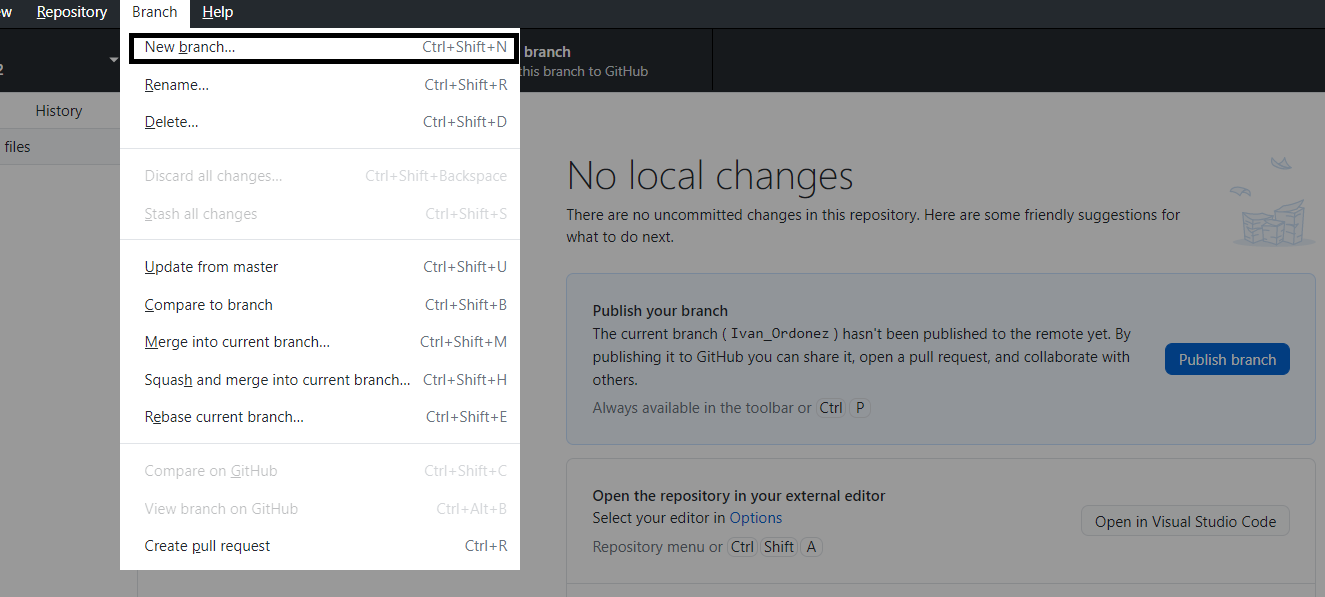 ew Repository Branch Help
2
branch
this branch to GitHub
New branch... Ctrl+Shift+N
Rename... Ctrl+Shift+R
Delete... Ctrl+Shift+D
Discard all changes... Ctrl+Shift+Backspace
Stash all changes Ctrl+Shift+S
Update from master Ctrl+Shift+U
Compare to branch Ctrl+Shift+B
Merge into current branch... Ctrl+Shift+M
Squash and merge into current branch... Ctrl+Shift+H
Rebase current branch... Ctrl+Shift+E
Compare on GitHub Ctrl+Shift+C
View branch on GitHub Ctrl+Alt+B
Create pull request Ctrl+R
History
files
No local changes
There are no uncommitted changes in this repository. Here are some friendly suggestions for
what to do next.
Publish your branch
The current branch ( Ivan_Ordonez ) hasn't been published to the remote yet. By
publishing it to GitHub you can share it, open a pull request, and collaborate with
others.
Always available in the toolbar or Ctrl P
Publish branch
Open the repository in your external editor
Select your editor in Options
Repository menu or Ctrl Shift A
Open in Visual Studio Code